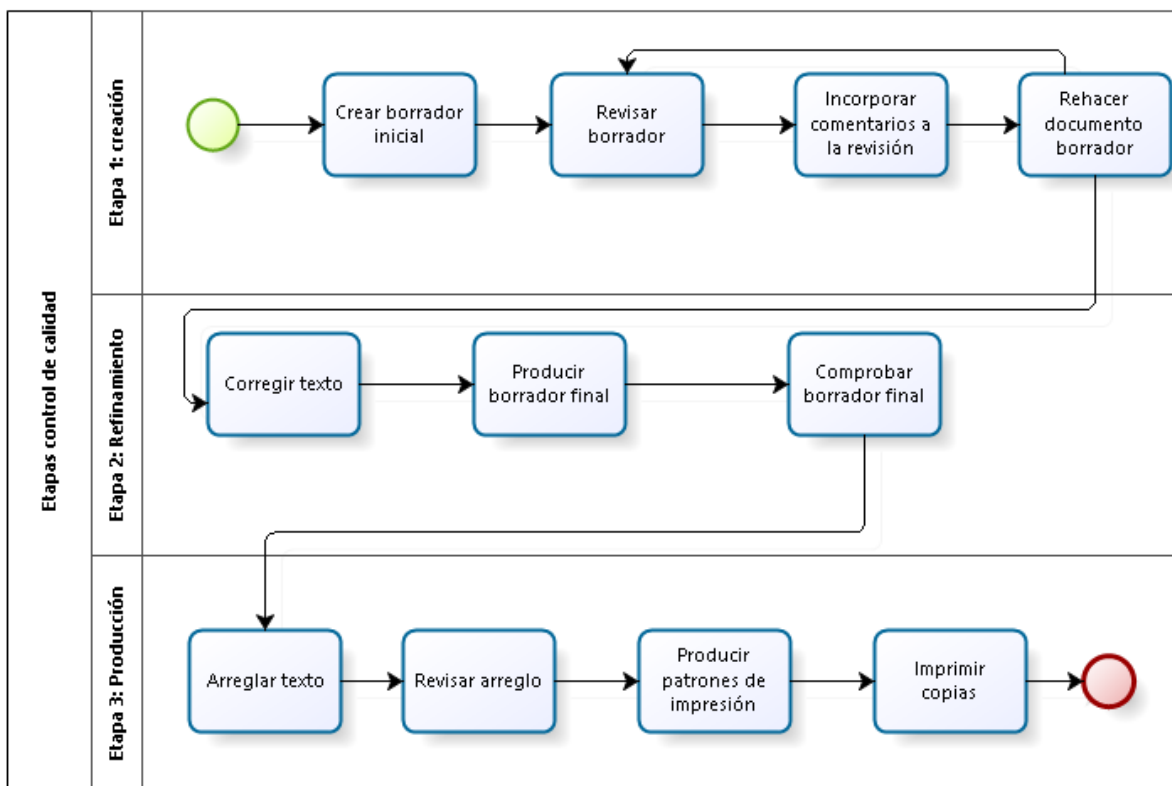 Etapas control de calidad
Etapa 1: creación
Crear borrador
inicial
Revisar
borrador
Incorporar
comentarios a
la revisión
Rehacer
documento
borrador
Etapa 2: Refinamiento
Corregir texto
Producir
borrador final
Comprobar
borrador final
Etapa 3: Producción
Arreglar texto
Revisar arreglo
Producir
patrones de
impresión
Imprimir
copias